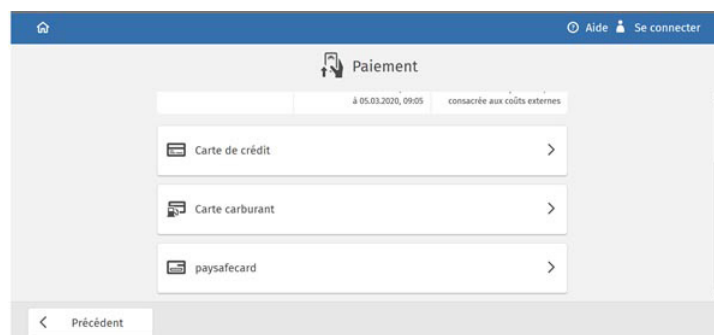 Aide Se connecter
Paiement
à 05.03.2020, 09:05 consacrée aux coûts externes
Carte de crédit
Carte carburant
paysafecard
Précédent